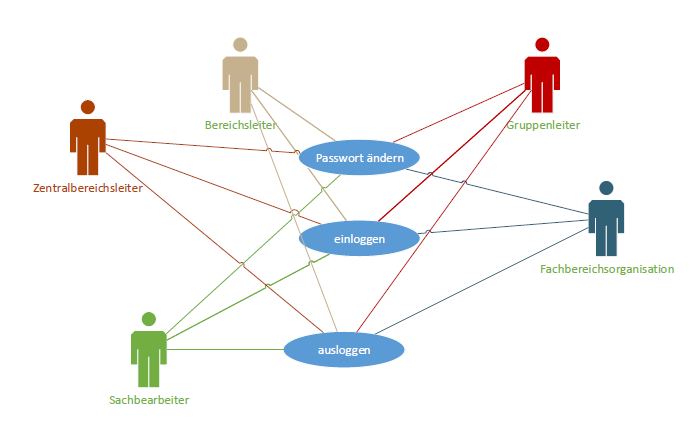 Bereichsleiter
Gruppenleiter
Passwort ändern
Zentralbereichsleiter
einloggen
Fachbereichsorganisation
ausloggen
Sachbearbeiter